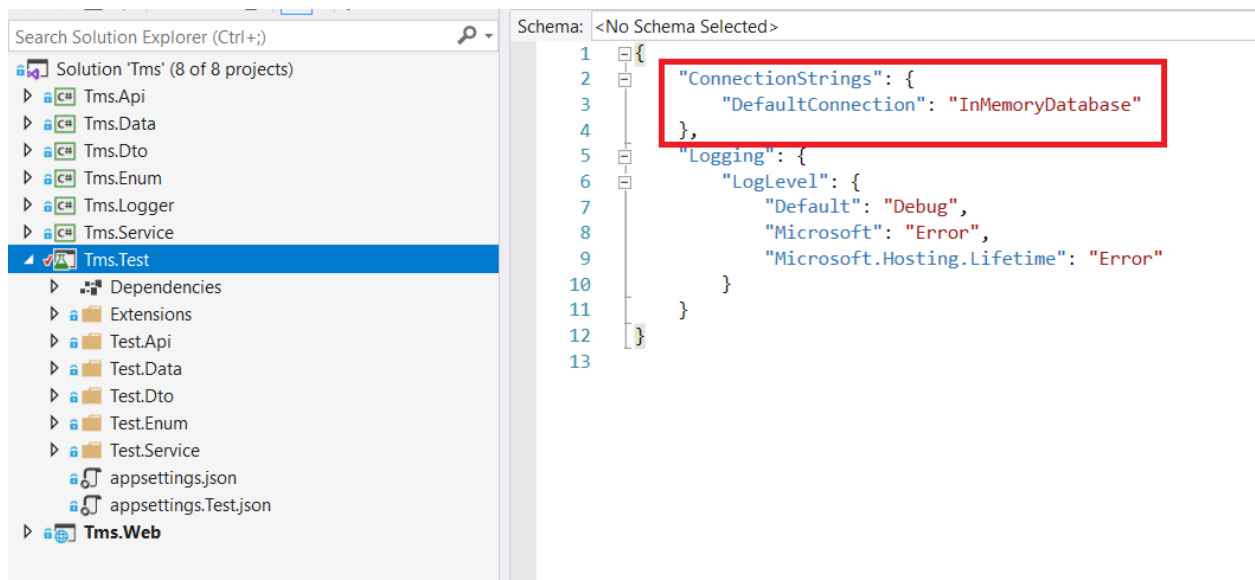 Search Solution Explorer (Ctrl+;)
Solution 'Tms' (8 of 8 projects)
C# Tms.Api
C# Tms.Data
C# Tms.Dto
C# Tms.Enum
C# Tms.Logger
C# Tms.Service
Tms.Test
Dependencies
Extensions
Test.Api
Test.Data
Test.Dto
Test.Enum
Test.Service
appsettings.json
appsettings.Test.json
Tms.Web
Schema: <No Schema Selected>
1 {
2 "ConnectionStrings": {
3 "DefaultConnection": "InMemoryDatabase"
4 },
5 "Logging": {
6 "LogLevel": {
7 "Default": "Debug",
8 "Microsoft": "Error",
9 "Microsoft.Hosting.Lifetime": "Error"
10 }
11 }
12 }
13